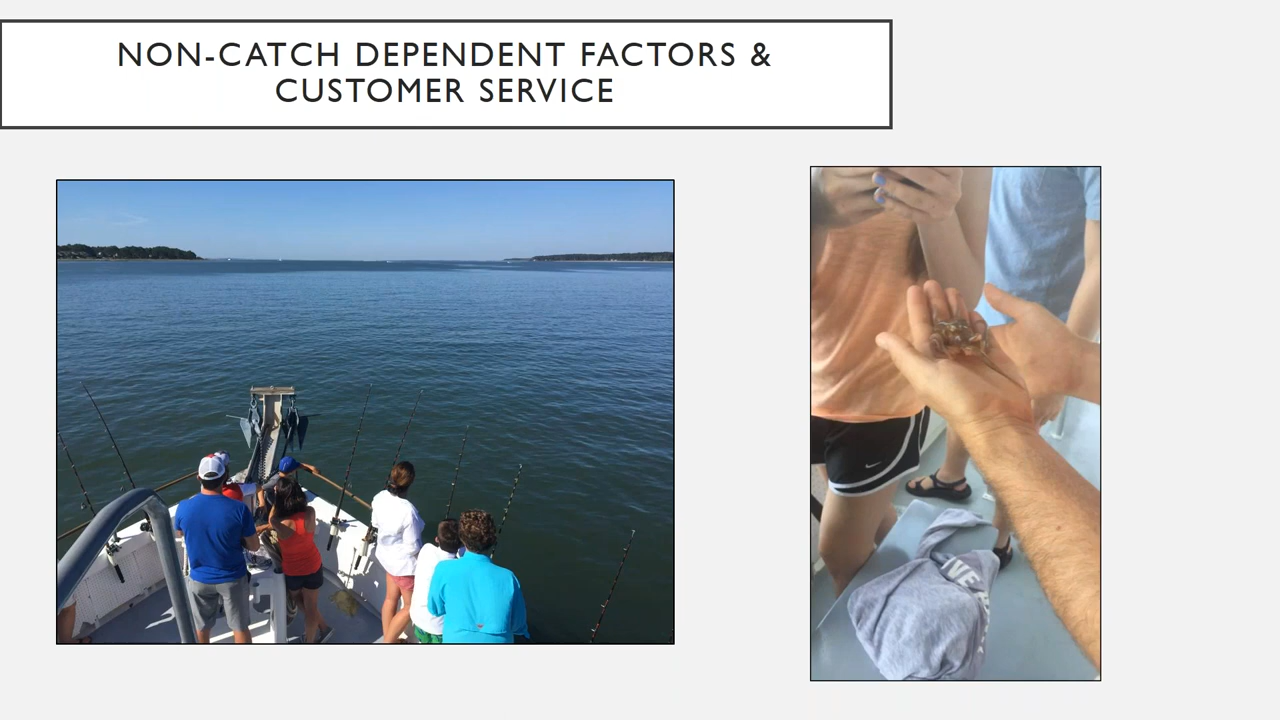 NON-CATCH DEPENDENT FACTORS &
CUSTOMER SERVICE